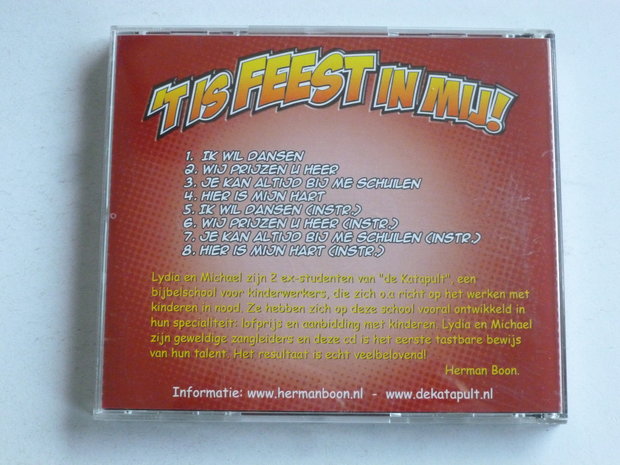 'T IS FEEST IN MIJ!
1. IK WIL DANSEN
2. WIJ PRIJZEN U HEER
3. JE KAN ALTIJD BIJ ME SCHUILEN
4. HIER IS MIJN HART
5. IK WIL DANSEN (INSTR.)
6. WIJ PRIJZEN U HEER (INSTR.)
7. JE KAN ALTIJD BIJ ME SCHUILEN (INSTR.)
8. HIER IS MIJN HART (INSTR.)
Lydia en Michael zijn 2 ex-studenten van "de Katapult", een
bijbelschool voor kinderwerkers, die zich o.a richt op het werken met
kinderen in nood. Ze hebben zich op deze school vooral ontwikkeld in
hun specialiteit: lofprijs en aanbidding met kinderen. Lydia en Michael
zijn geweldige zangleiders en deze cd is het eerste tastbare bewijs
van hun talent. Het resultaat is echt veelbelovend!
Herman Boon.
Informatie: www.hermanboon.nl - www.dekatapult.nl